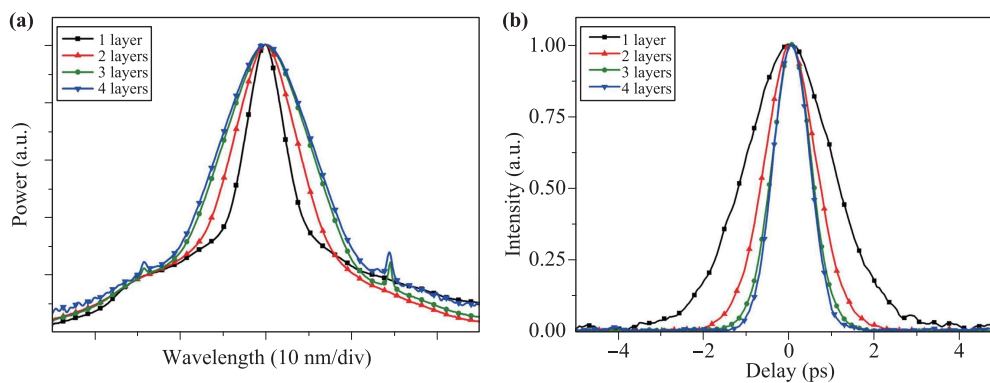 (a)
1 layer
2 layers
3 layers
4 layers
Power (a.u.)
Wavelength (10 nm/div)
(b)
1 layer
2 layers
3 layers
4 layers
Intensity (a.u.)
1.00
0.75
0.50
0.25
0.00
−4
−2
0
2
4
Delay (ps)